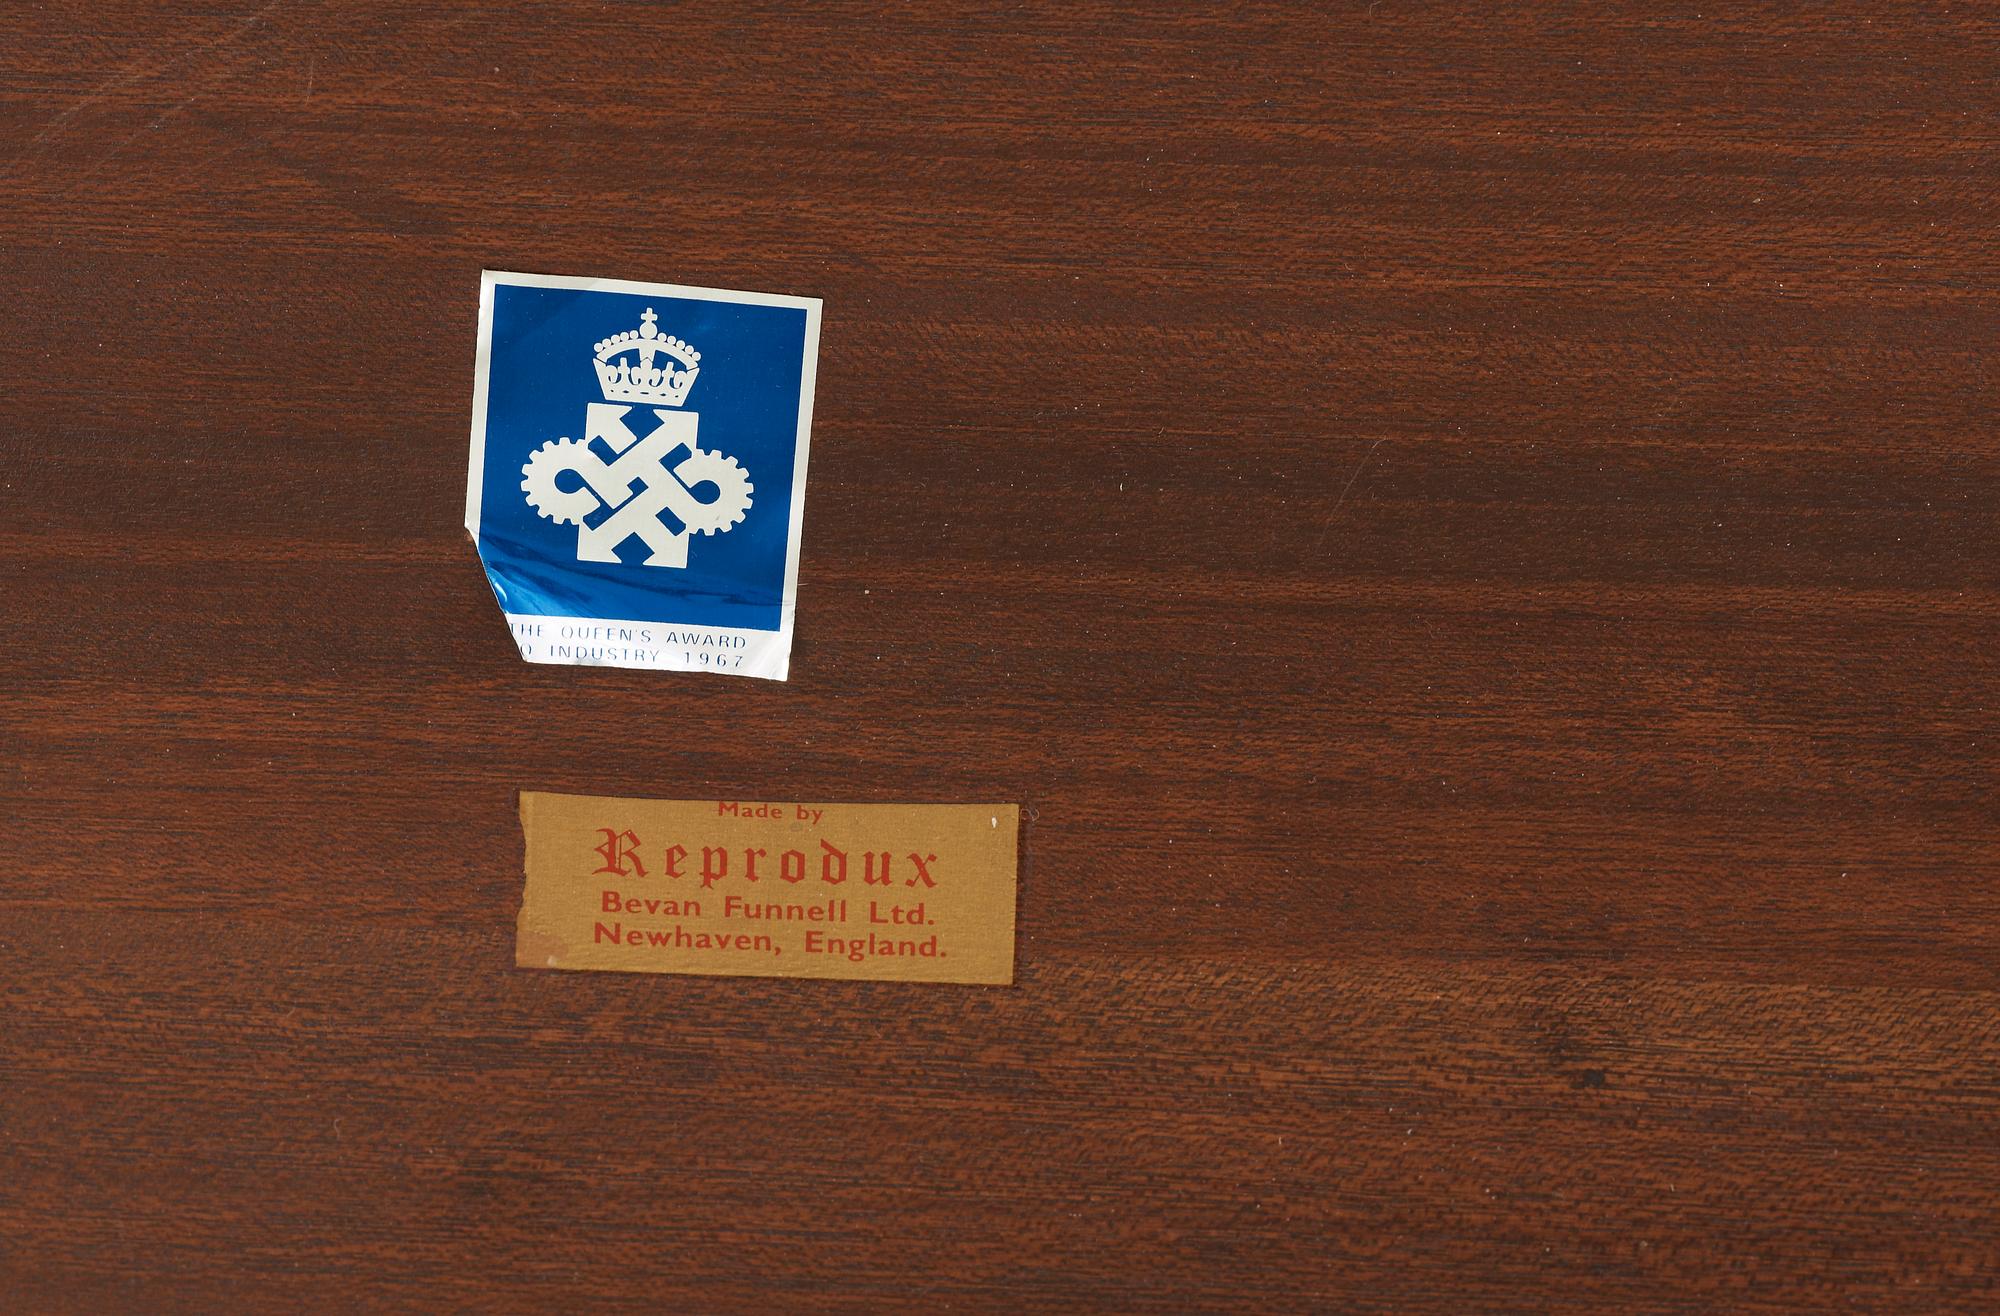 THE QUEEN'S AWARD
O INDUSTRY 1967
Made by
Reprodux
Bevan Funnell Ltd.
Newhaven, England.